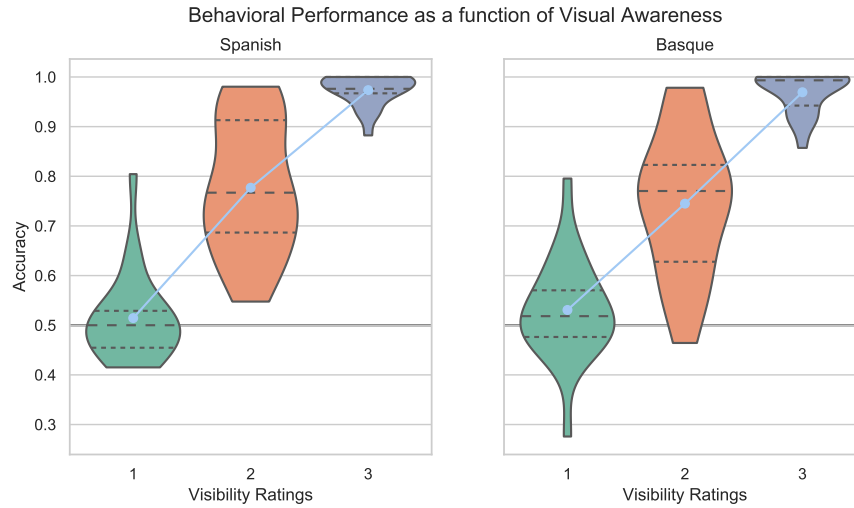 Behavioral Performance as a function of Visual Awareness
Spanish
Basque
Accuracy
1.0
0.9
0.8
0.7
0.6
0.5
0.4
0.3
1 2 3
Visibility Ratings
1 2 3
Visibility Ratings